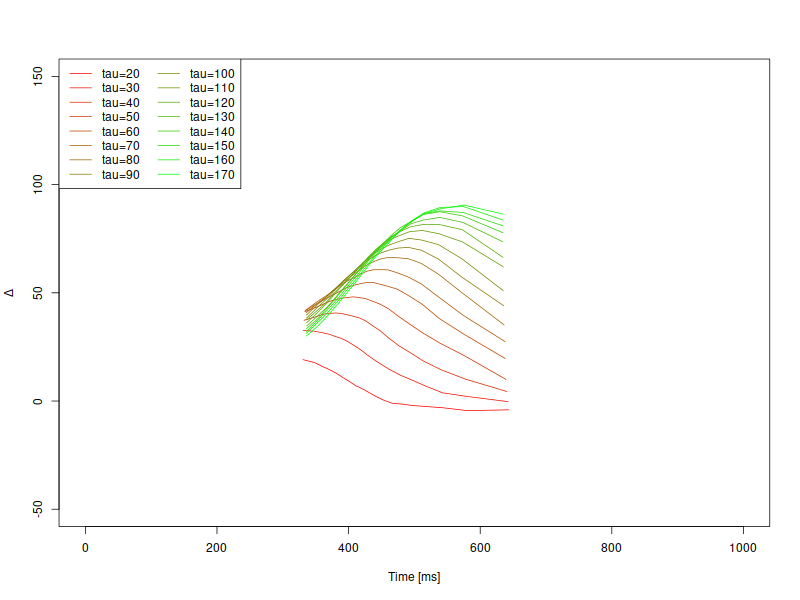 tau=20 tau=100
tau=30 tau=110
tau=40 tau=120
tau=50 tau=130
tau=60 tau=140
tau=70 tau=150
tau=80 tau=160
tau=90 tau=170
150
100
50
0
-50
Δ
0 200 400 600 800 1000
Time [ms]